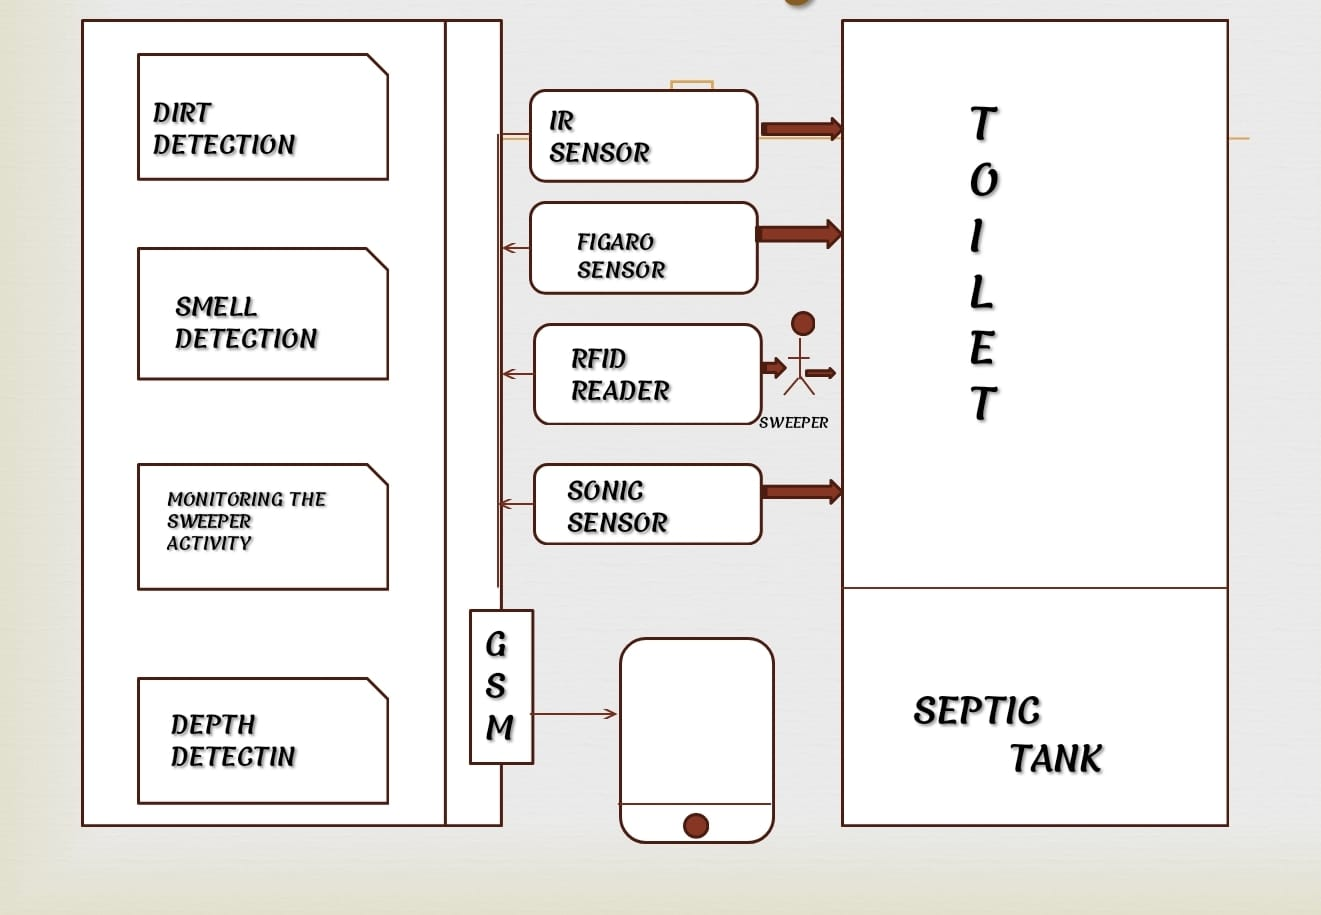 DIRT
DETECTION
SMELL
DETECTION
MONITORING THE
SWEEPER
ACTIVITY
DEPTH
DETECTIN
IR
SENSOR
FIGARO
SENSOR
RFID
READER
SWEEPER
SONIC
SENSOR
G
S
M
T
O
I
L
E
T
SEPTIC
TANK